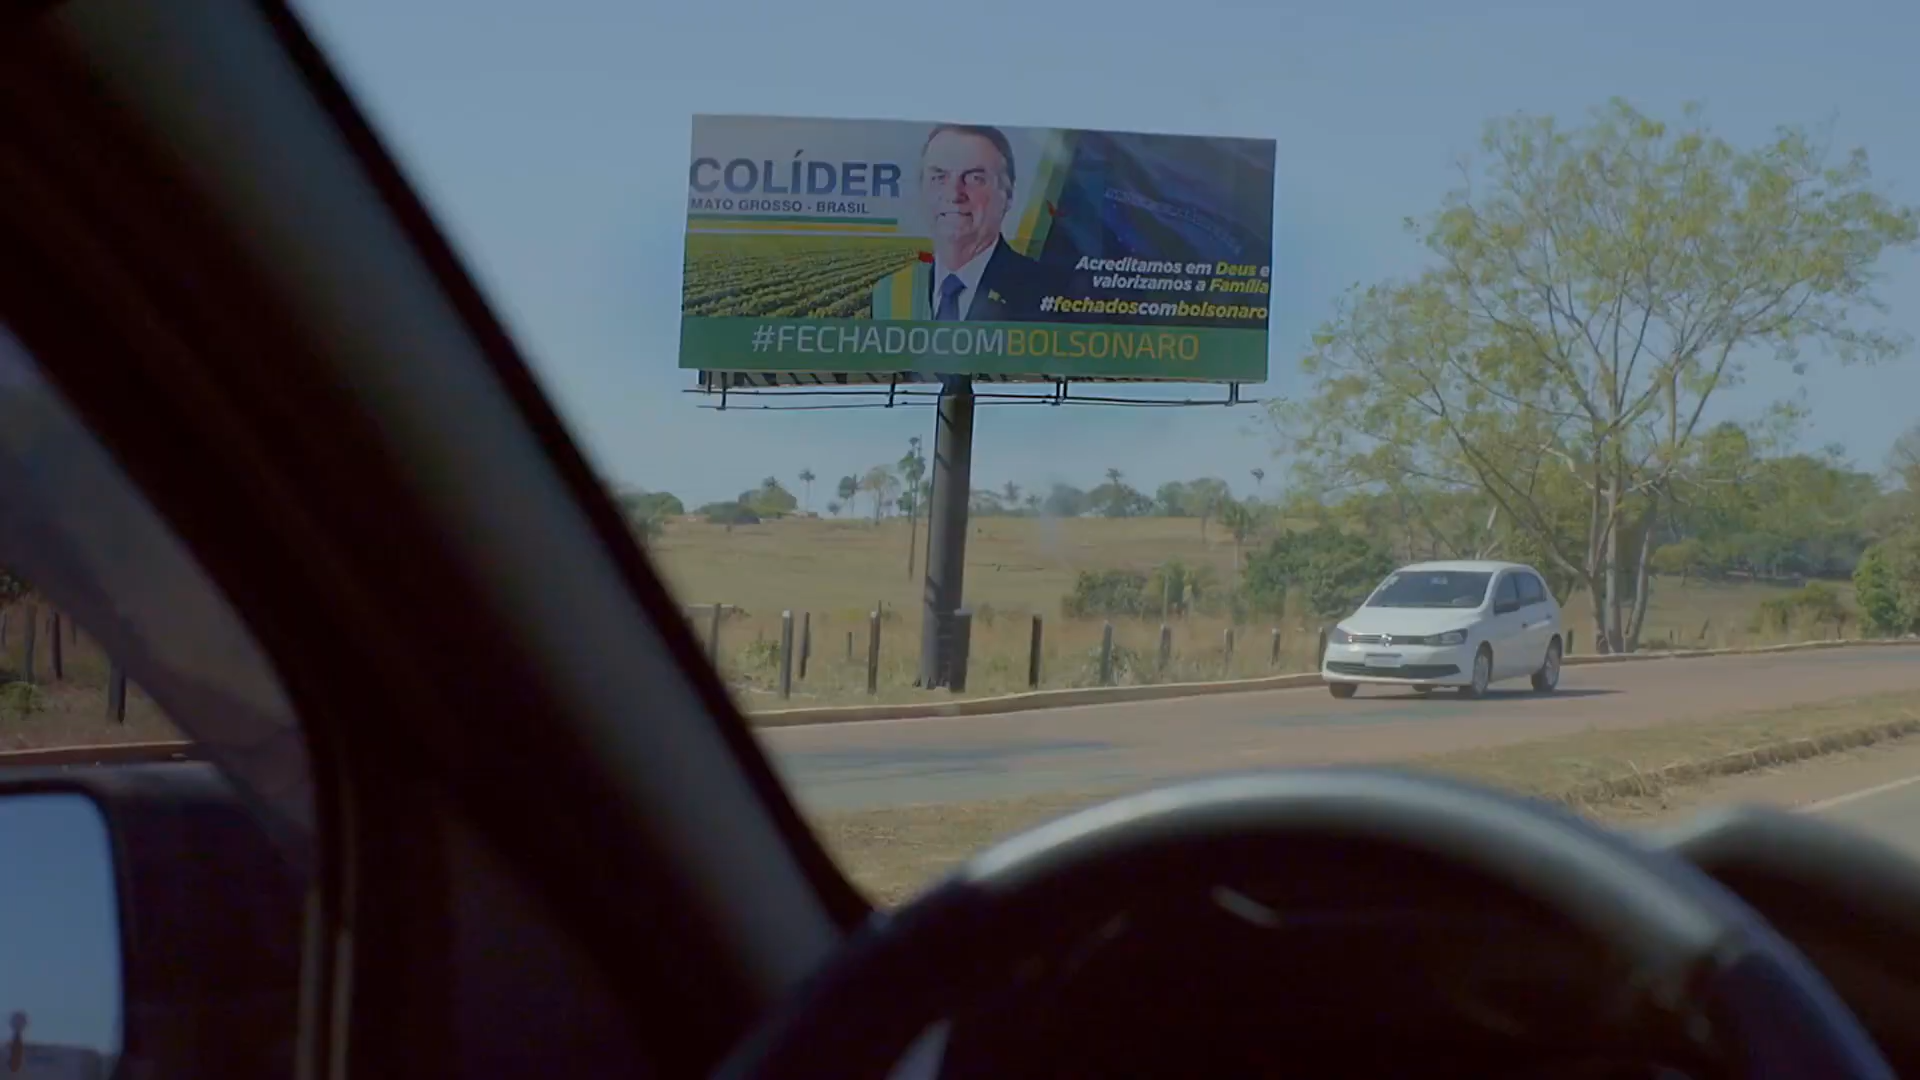 COLÍDER
MATO GROSSO - BRASIL
Acreditamos em Deus e
valorizamos a Família
#fechadoscombolsonaro
#FECHADOCOMBOLSONARO